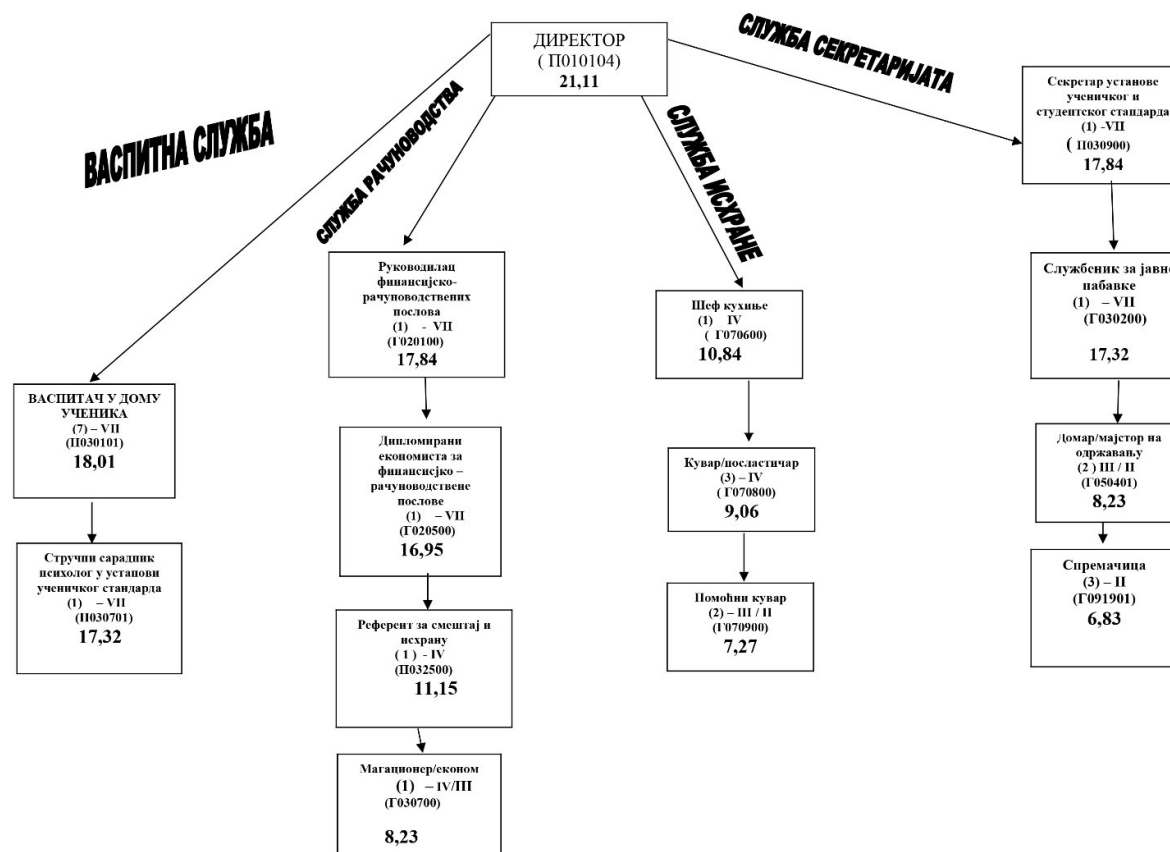 ДИРЕКТОР
( П010104)
21,11
СЛУЖБА СЕКРЕТАРИЈАТА
ВАСПИТНА СЛУЖБА
СЛУЖБА РАЧУНОВОДСТВА
СЛУЖБА ИСХРАНЕ
Секретар установе
ученичког и
студентског стандарда
(1) -VII
( П030900)
17,84
Руководилац
финансијско-
рачуноводствених
послова
(1) - VII
(Г020100)
17,84
Шеф кухиње
(1) IV
( Г070600)
10,84
Службеник за јавне
набавке
(1) – VII
(Г030200)
17,32
ВАСПИТАЧ У ДОМУ
УЧЕНИКА
(7) – VII
(П030101)
18,01
Дипломирани
економиста за
финансисјко –
рачуноводствене
послове
(1) – VII
(Г020500)
16,95
Кувар/посластичар
(3) – IV
( Г070800)
9,06
Домар/мајстор на
одржавању
(2 ) III / II
(Г050401)
8,23
Стручни сарадник
психолог у установи
ученичког стандарда
(1) – VII
(П030701)
17,32
Референт за смештај и
исхрану
( 1 ) - IV
(П032500)
11,15
Помоћни кувар
(2) – III / II
(Г070900)
7,27
Спремачица
(3) – II
(Г091901)
6,83
Магационер/економ
(1) – IV/III
(Г030700)
8,23